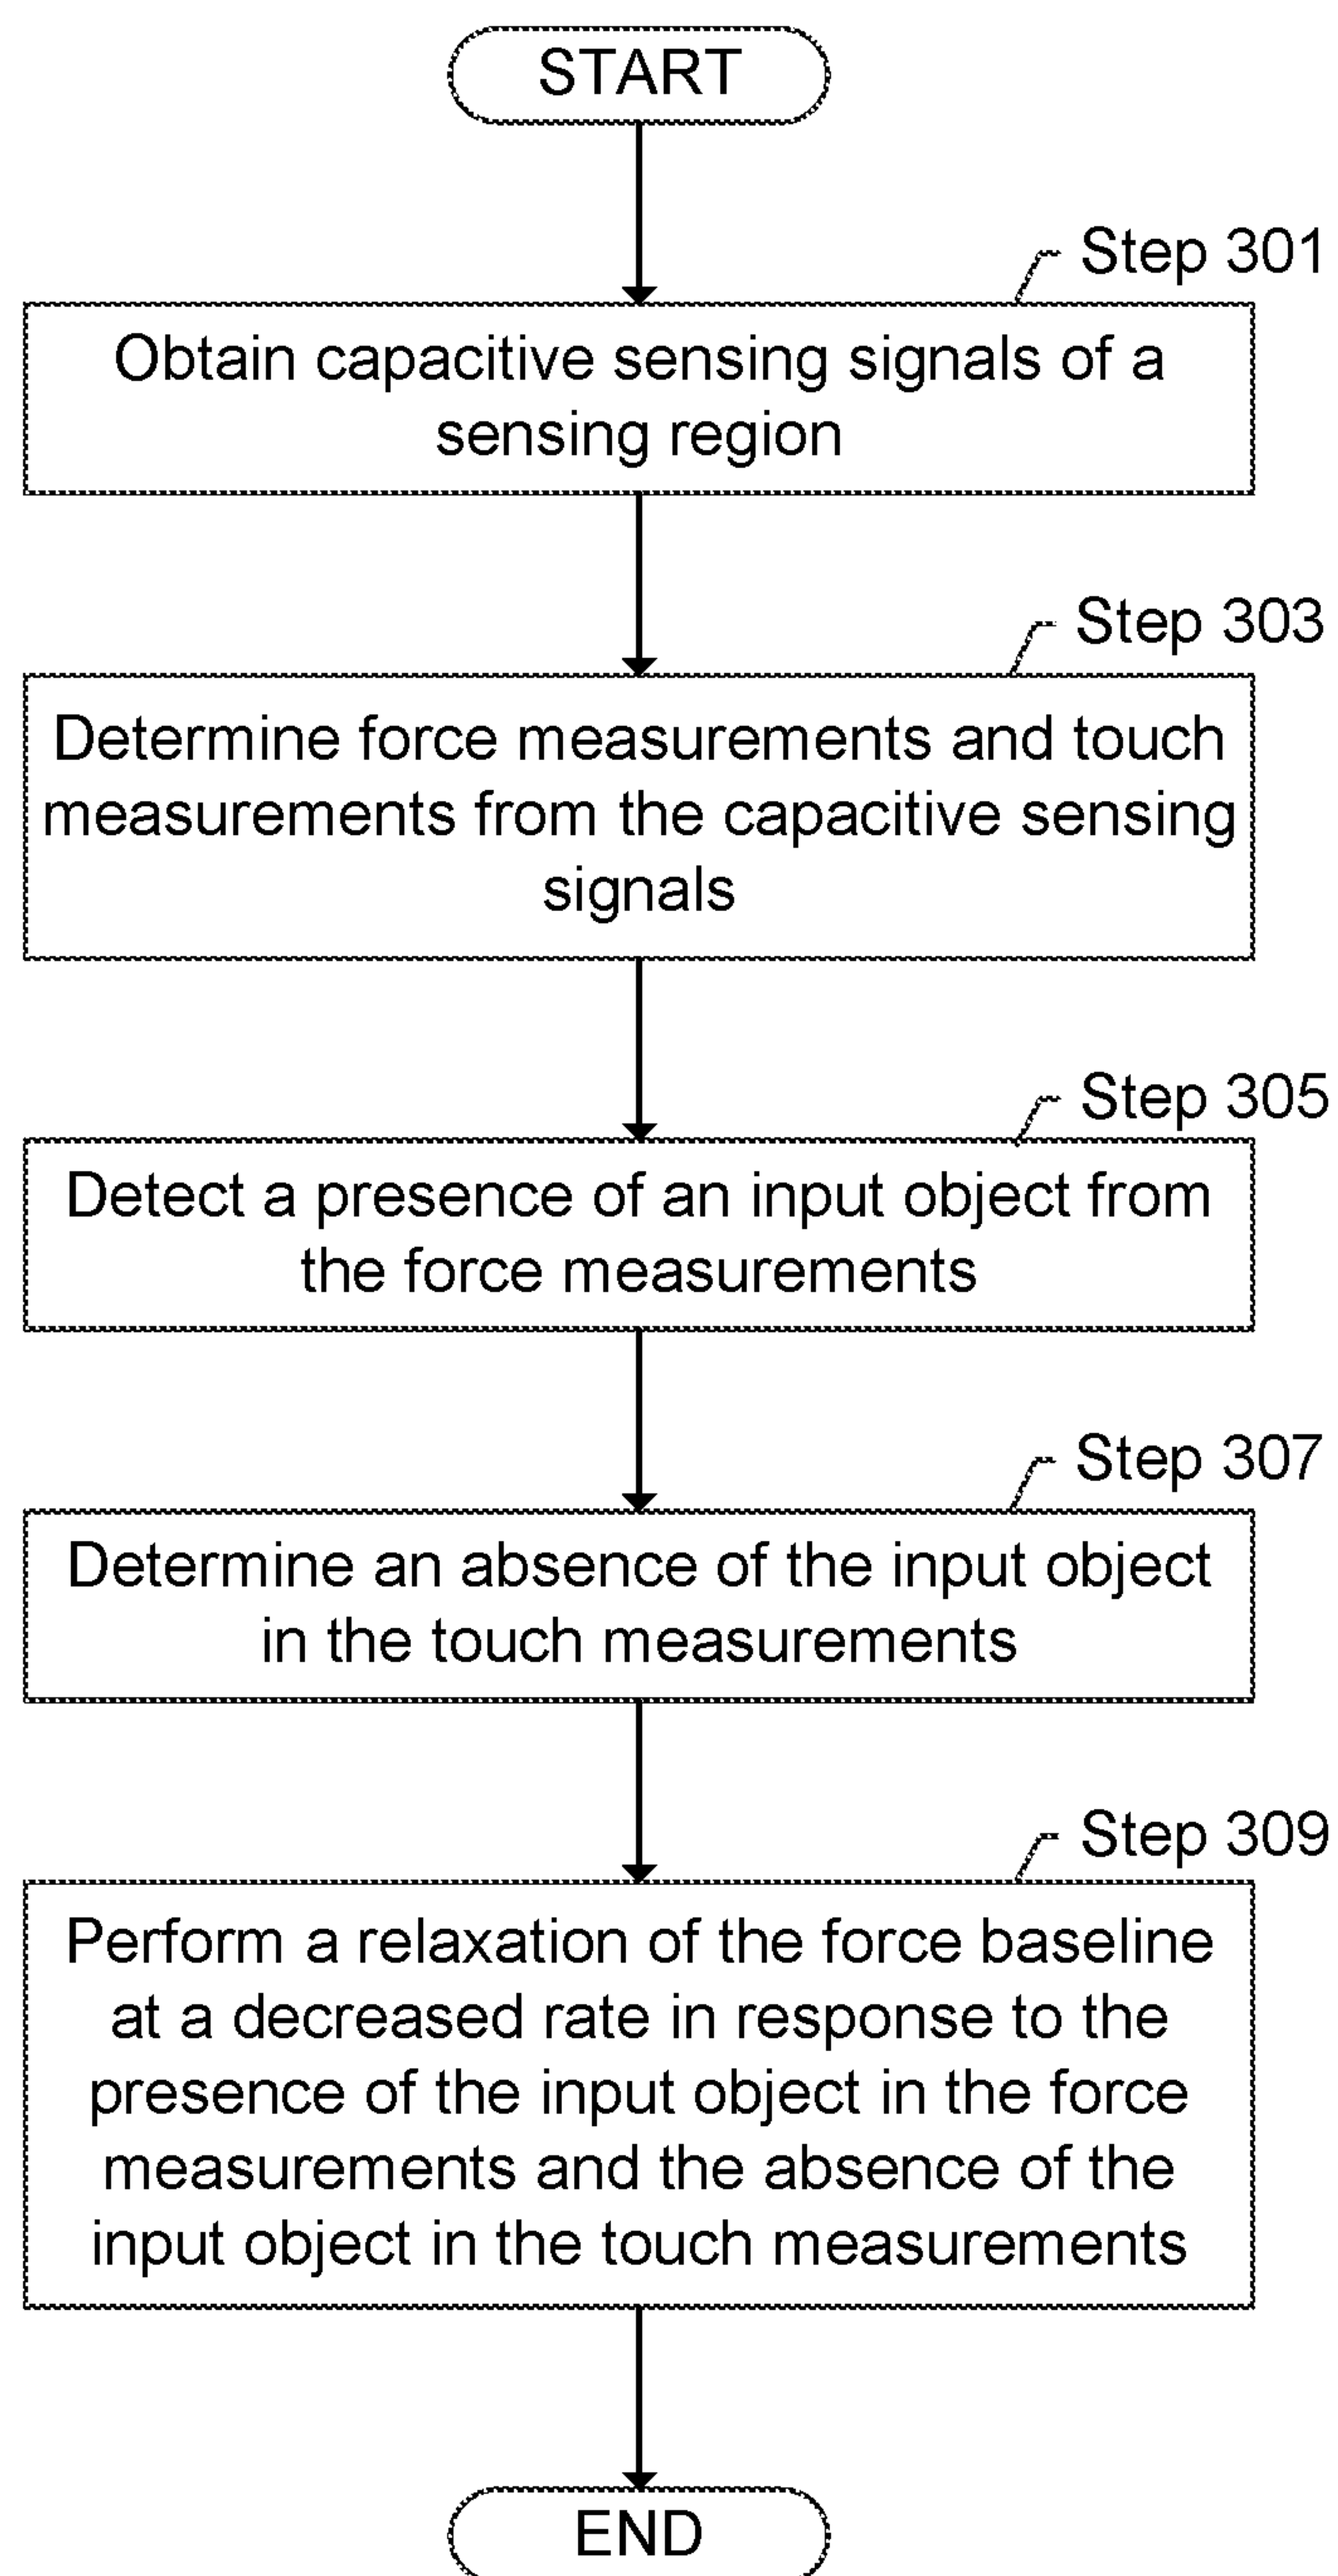 START
Step 301
Obtain capacitive sensing signals of a
sensing region
Step 303
Determine force measurements and touch
measurements from the capacitive sensing
signals
Step 305
Detect a presence of an input object from
the force measurements
Step 307
Determine an absence of the input object
in the touch measurements
Step 309
Perform a relaxation of the force baseline
at a decreased rate in response to the
presence of the input object in the force
measurements and the absence of the
input object in the touch measurements
END